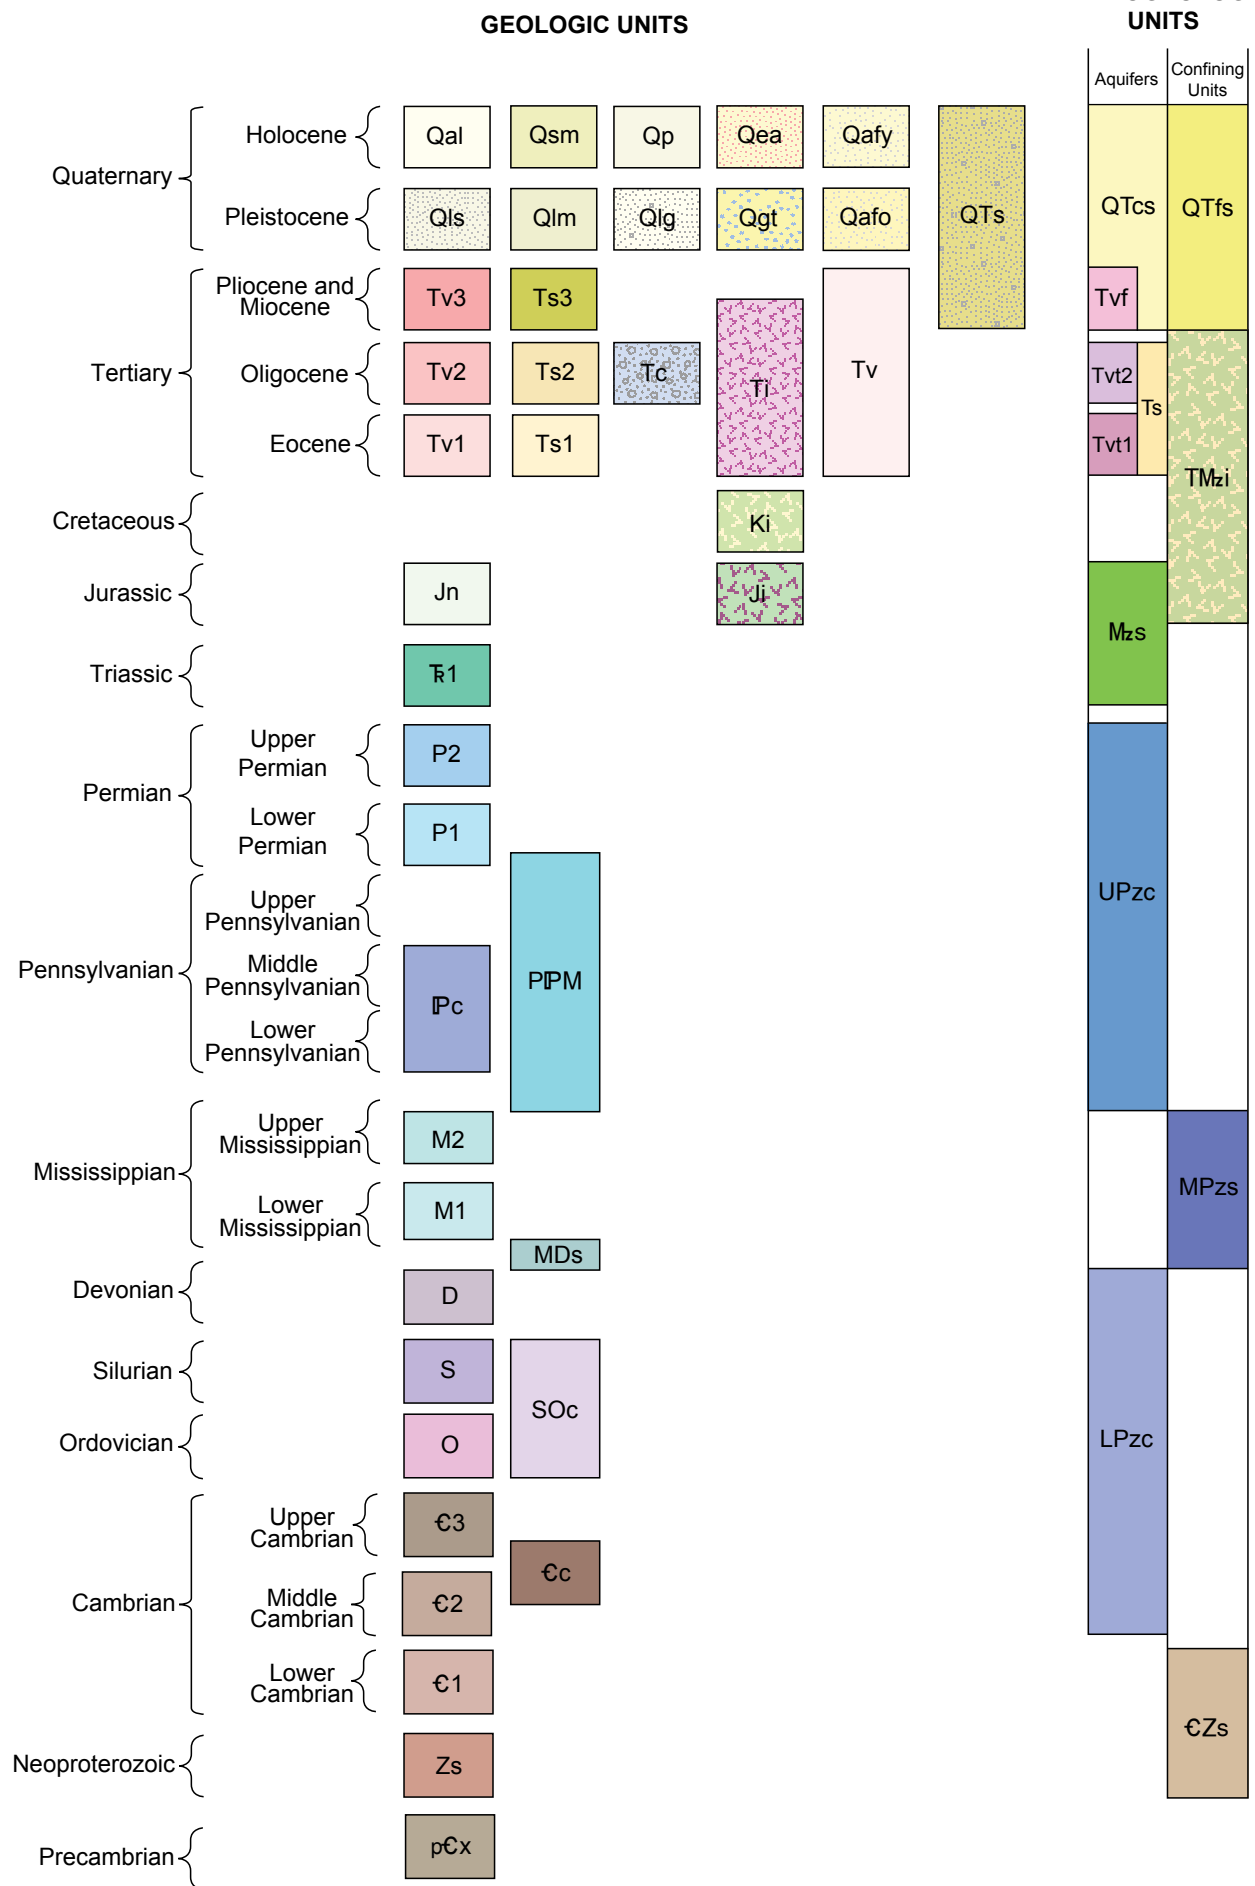 GEOLOGIC UNITS
UNITS
Aquifers
Confining
Units
Quaternary
Holocene
Qal
Qsm
Qp
Qea
Qafy
QTs
QTcs
QTfs
Pleistocene
Qls
Qlm
Qlg
Qgt
Qafo
Tertiary
Pliocene and
Miocene
Tv3
Ts3
Ti
Tv
Tvf
Oligocene
Tv2
Ts2
Tc
Tvt2
Ts
TMzi
Eocene
Tv1
Ts1
Tvt1
Cretaceous
Ki
Jurassic
Jn
Ji
Mzs
Triassic
TR1
Permian
Upper
Permian
P2
Lower
Permian
P1
UPzc
Pennsylvanian
Upper
Pennsylvanian
Middle
Pennsylvanian
ℙc
PℙM
Lower
Pennsylvanian
Mississippian
Upper
Mississippian
M2
MPzs
Lower
Mississippian
M1
MDs
Devonian
D
Silurian
S
SOc
LPzc
Ordovician
O
Cambrian
Upper
Cambrian
Ꞓ3
Ꞓc
Middle
Cambrian
Ꞓ2
Lower
Cambrian
Ꞓ1
ꞒZs
Neoproterozoic
Zs
Precambrian
pꞒx